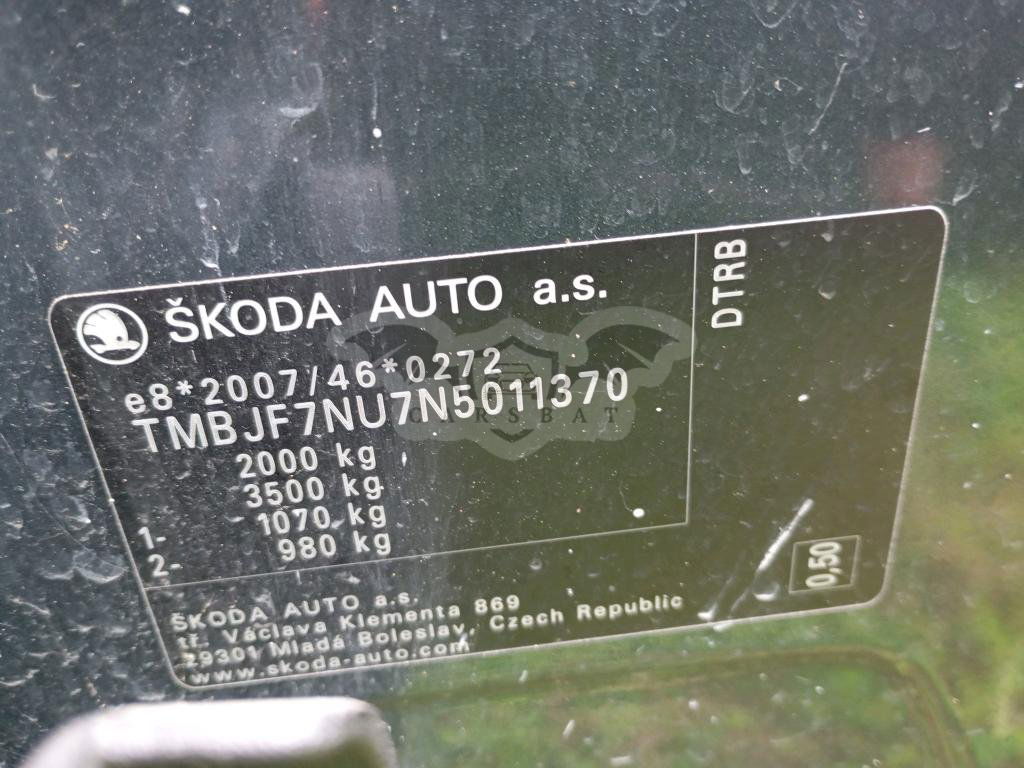 ŠKODA AUTO a.s.
e8*2007/46*0272
TMBJF7NU7N5011370
2000 kg
3500 kg
1- 1070 kg
2- 980 kg
DTRB
0,50
ŠKODA AUTO a.s.
tř. Václava Klementa 869
29301 Mladá Boleslav, Czech Republic
www.skoda-auto.com
CARSBAT